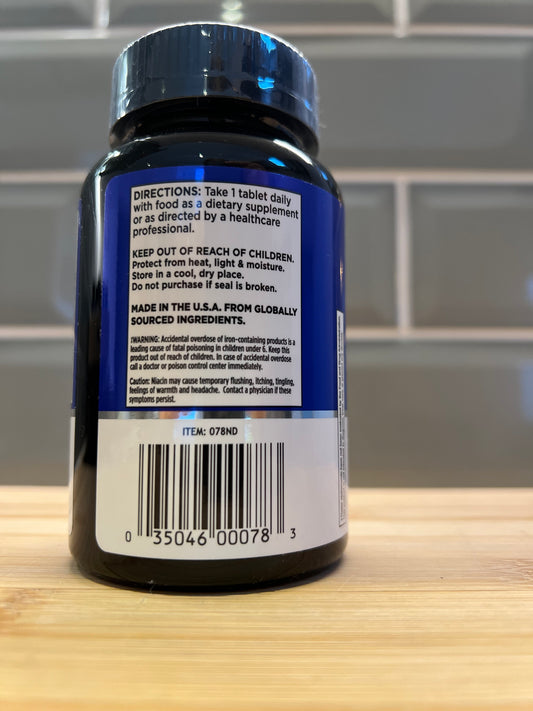 DIRECTIONS: Take 1 tablet daily
with food as a dietary supplement
or as directed by a healthcare
professional.
KEEP OUT OF REACH OF CHILDREN.
Protect from heat, light & moisture.
Store in a cool, dry place.
Do not purchase if seal is broken.
MADE IN THE U.S.A. FROM GLOBALLY
SOURCED INGREDIENTS.
WARNING: Accidental overdose of iron-containing products is a
leading cause of fatal poisoning in children under 6. Keep this
product out of reach of children. In case of accidental overdose
call a doctor or poison control center immediately.
Caution: Niacin may cause temporary flushing, itching, tingling,
feelings of warmth and headache. Contact a physician if these
symptoms persist.
ITEM: 078ND
0 35046 00078 3